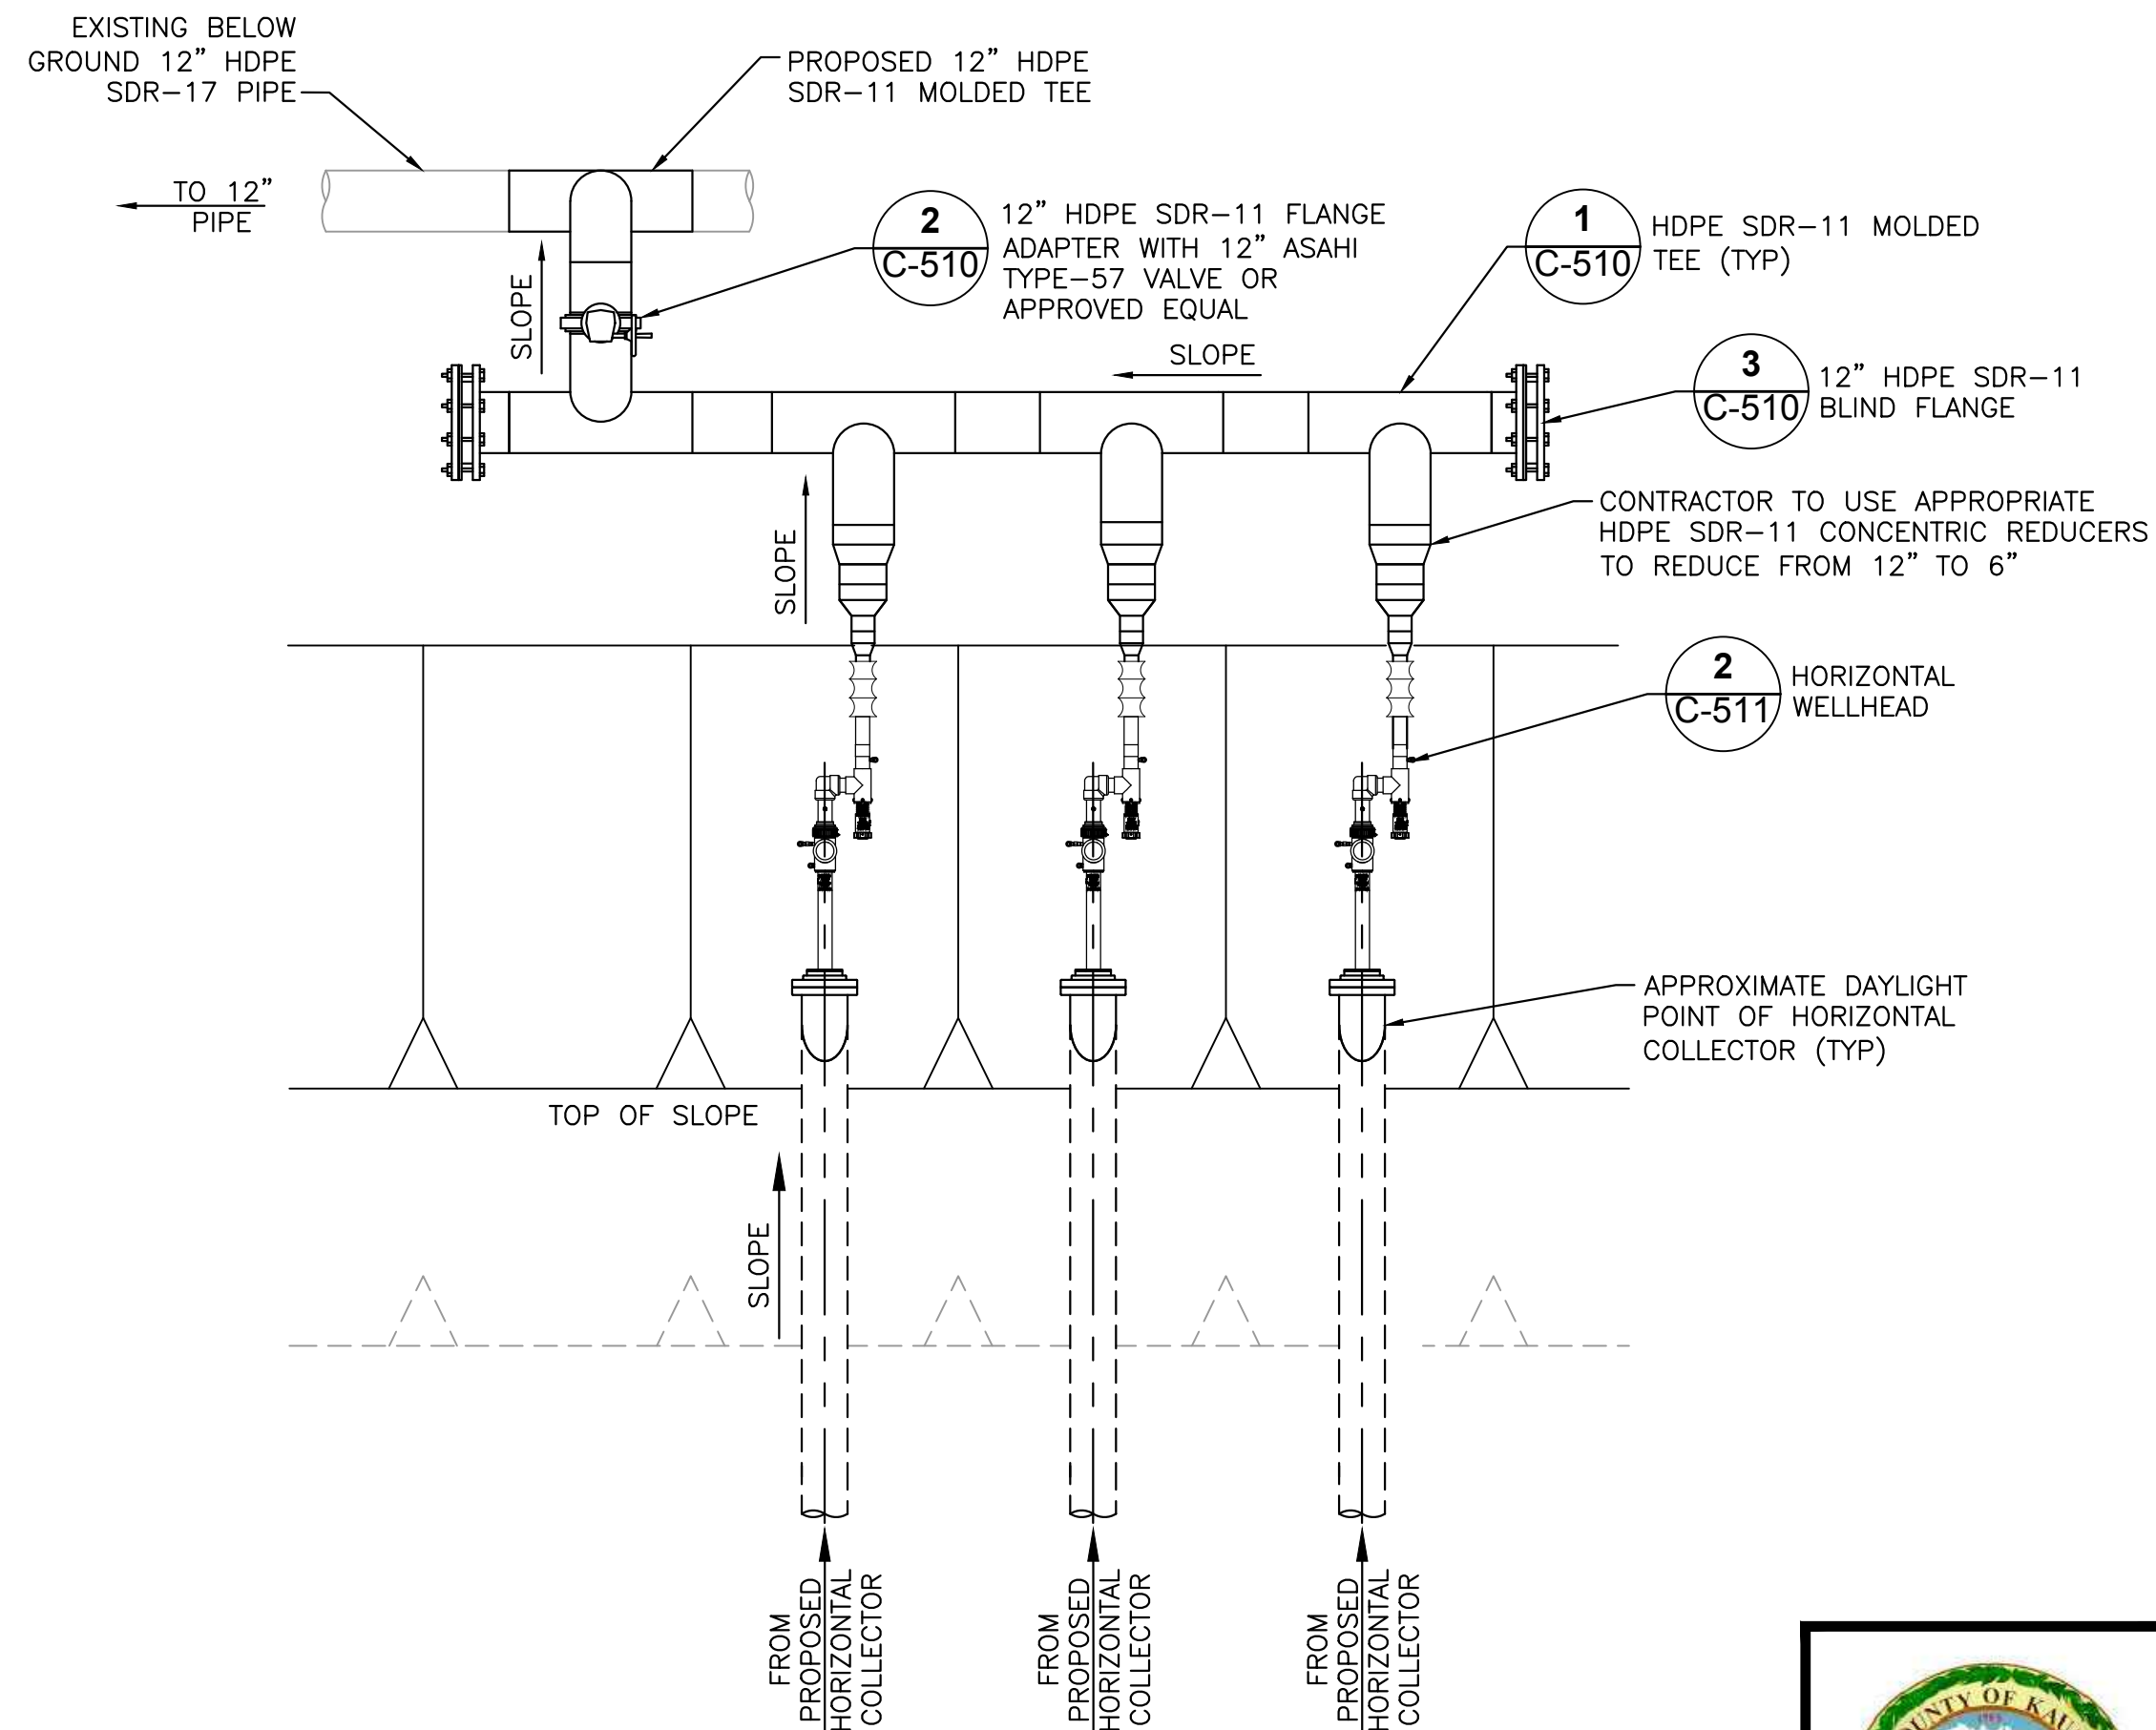 EXISTING BELOW
GROUND 12” HDPE
SDR-17 PIPE
PROPOSED 12” HDPE
SDR-11 MOLDED TEE
TO 12”
PIPE
SLOPE
2
C-510
12” HDPE SDR-11 FLANGE
ADAPTER WITH 12” ASAHI
TYPE-57 VALVE OR
APPROVED EQUAL
1
C-510
HDPE SDR-11 MOLDED
TEE (TYP)
SLOPE
3
C-510
12” HDPE SDR-11
BLIND FLANGE
SLOPE
CONTRACTOR TO USE APPROPRIATE
HDPE SDR-11 CONCENTRIC REDUCERS
TO REDUCE FROM 12” TO 6”
2
C-511
HORIZONTAL
WELLHEAD
APPROXIMATE DAYLIGHT
POINT OF HORIZONTAL
COLLECTOR (TYP)
TOP OF SLOPE
SLOPE
FROM
PROPOSED
HORIZONTAL
COLLECTOR
FROM
PROPOSED
HORIZONTAL
COLLECTOR
FROM
PROPOSED
HORIZONTAL
COLLECTOR
OF